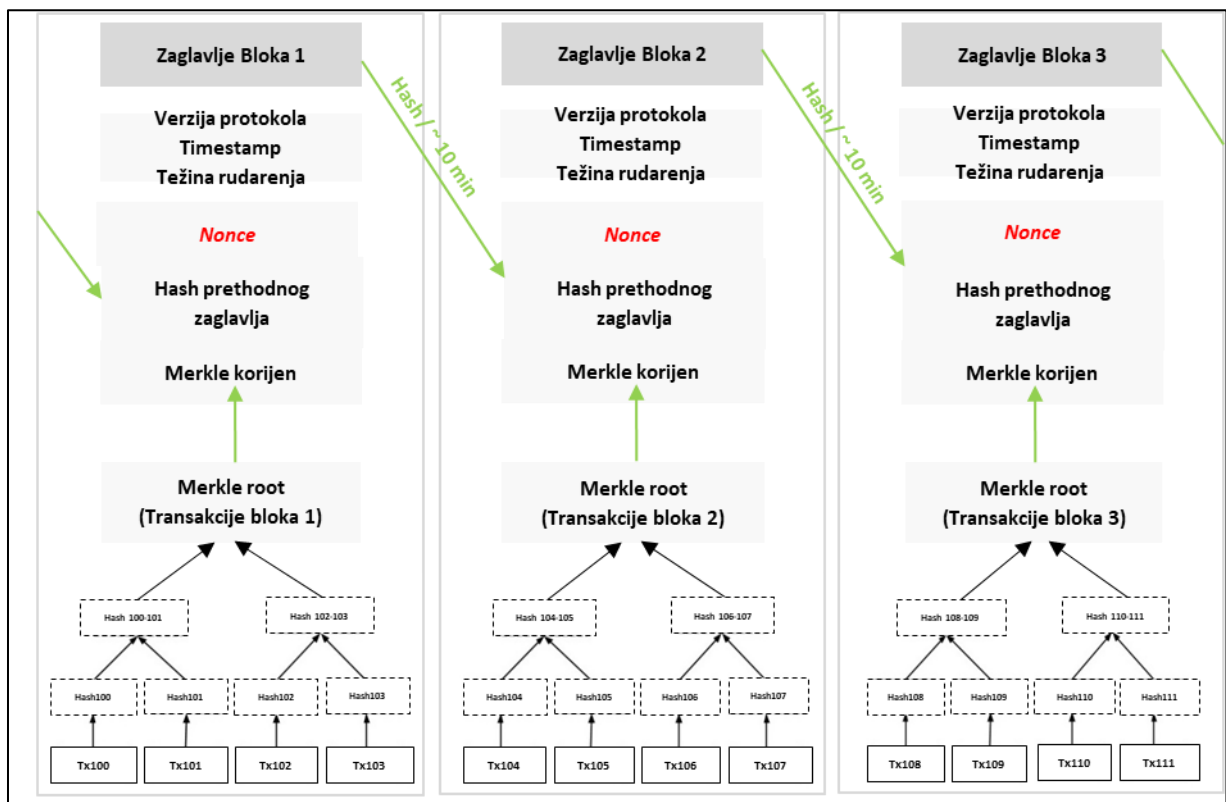 Zaglavlje Bloka 1
Verzija protokola
Timestamp
Težina rudarenja
Nonce
Hash prethodnog
zaglavlja
Merkle korijen
Merkle root
(Transakcije bloka 1)
Hash 100-101
Hash 102-103
Hash100
Hash101
Hash102
Hash103
Tx100
Tx101
Tx102
Tx103
Hash / ~ 10 min
Zaglavlje Bloka 2
Verzija protokola
Timestamp
Težina rudarenja
Nonce
Hash prethodnog
zaglavlja
Merkle korijen
Merkle root
(Transakcije bloka 2)
Hash 104-105
Hash 106-107
Hash104
Hash105
Hash106
Hash107
Tx104
Tx105
Tx106
Tx107
Hash / ~ 10 min
Zaglavlje Bloka 3
Verzija protokola
Timestamp
Težina rudarenja
Nonce
Hash prethodnog
zaglavlja
Merkle korijen
Merkle root
(Transakcije bloka 3)
Hash 108-109
Hash 110-111
Hash108
Hash109
Hash110
Hash111
Tx108
Tx109
Tx110
Tx111